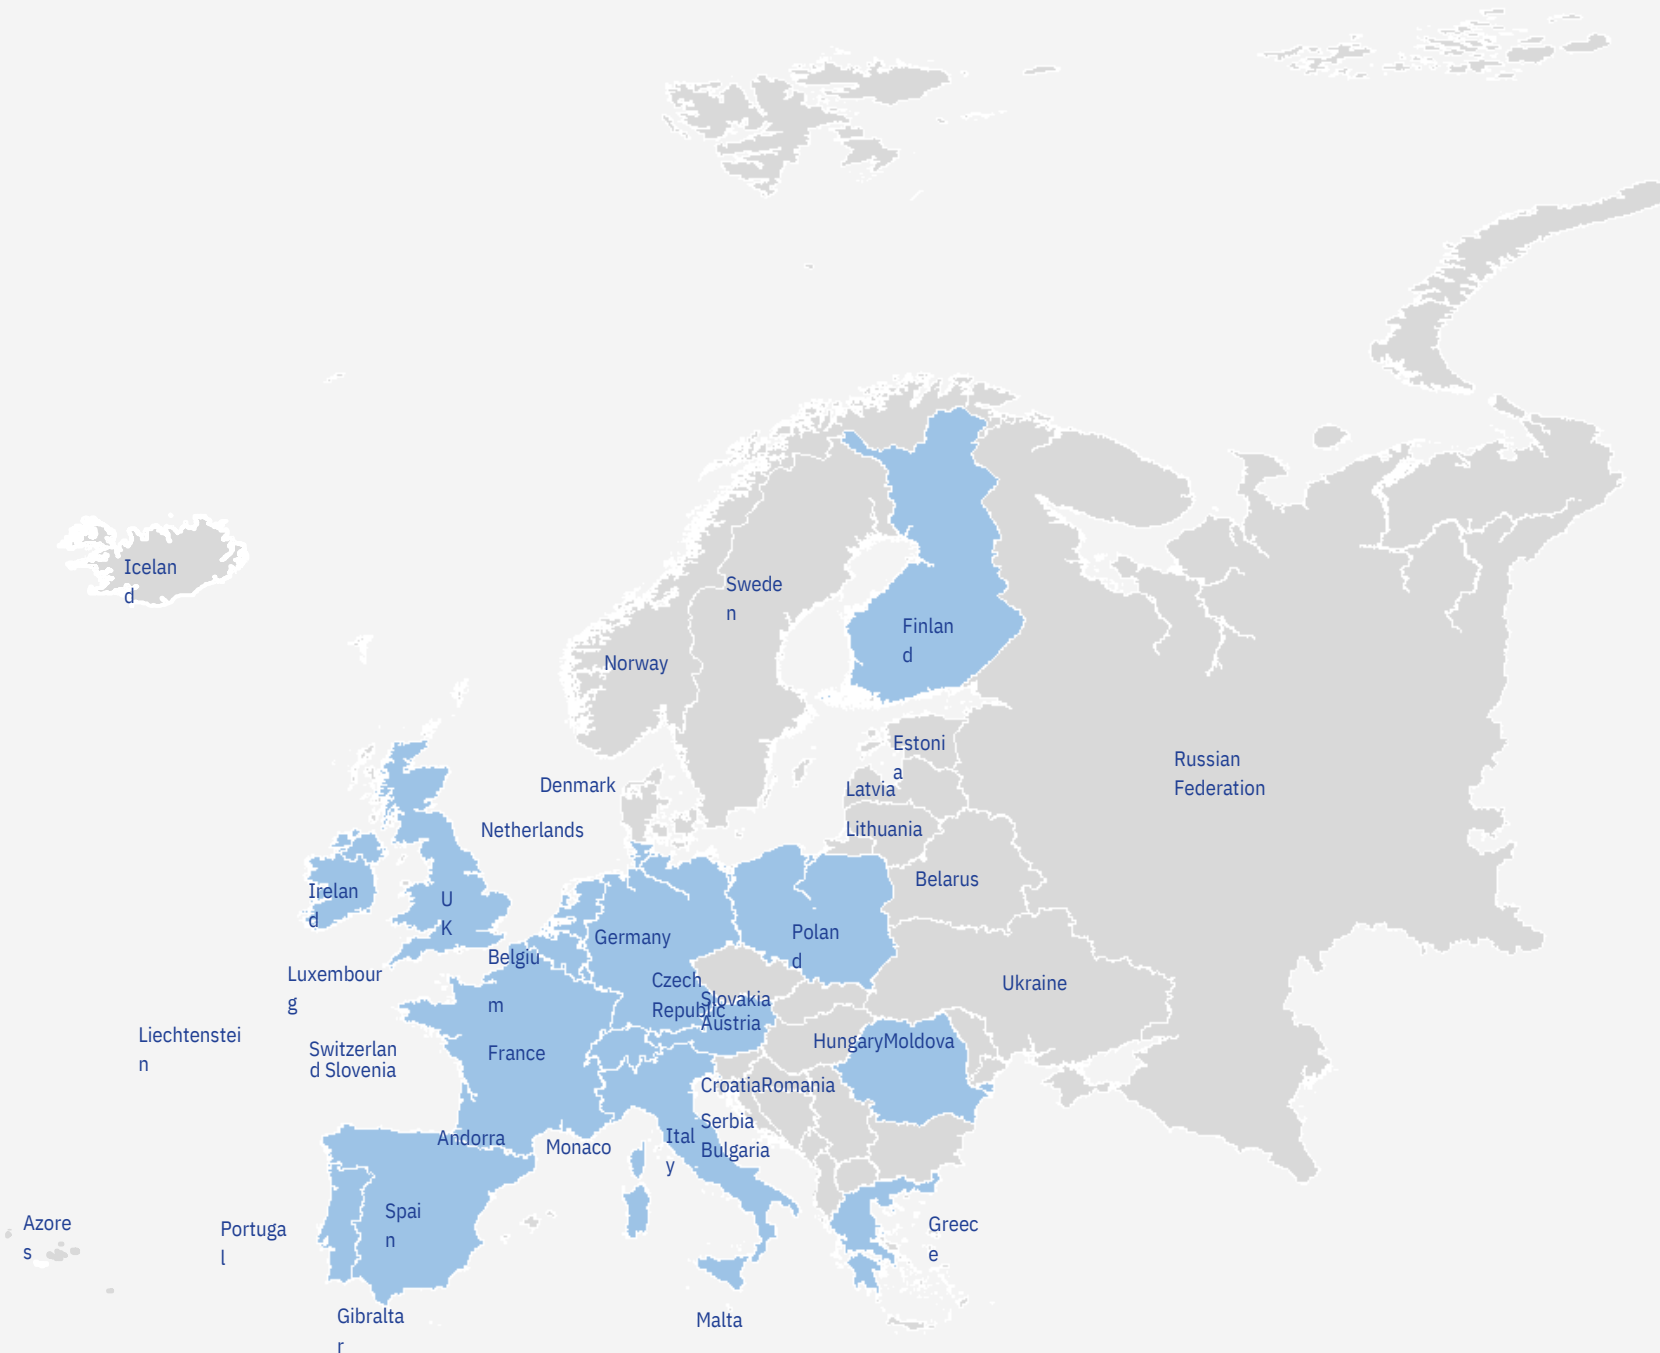 Icelan
d
Swede
n
Finlan
d
Norway
Estoni
a
Russian
Federation
Denmark
Latvia
Netherlands
Lithuania
Belarus
Irelan
d
U
K
Germany
Polan
d
Belgiu
m
Luxembour
g
Czech
Republic
Slovakia
Austria
Ukraine
Liechtenstei
n
Switzerlan
d Slovenia
France
HungaryMoldova
CroatiaRomania
Serbia
Bulgaria
Andorra
Monaco
Ital
y
Spai
n
Azore
s
Portuga
l
Greec
e
Gibralta
r
Malta